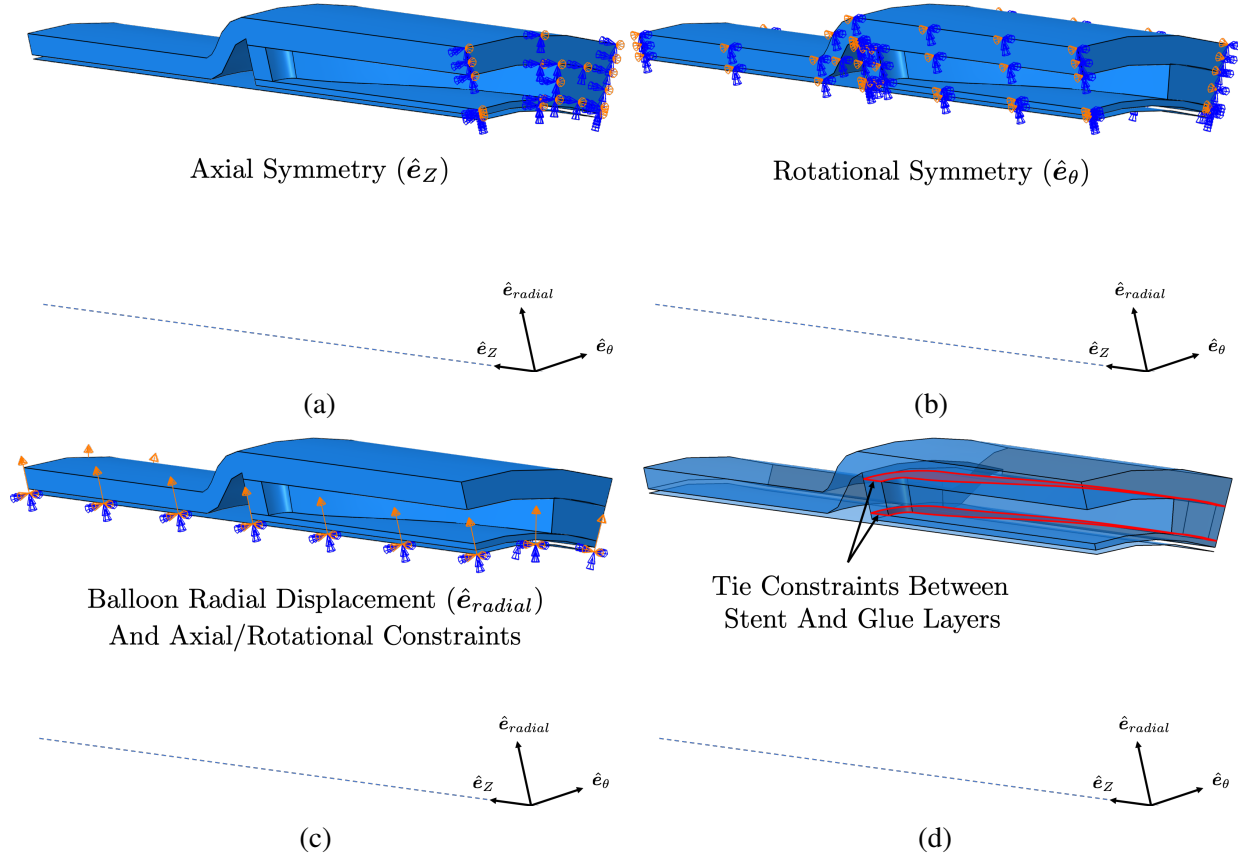 Axial Symmetry (ê_Z)
Rotational Symmetry (ê_θ)
ê_radial
ê_Z
ê_θ
ê_radial
ê_Z
ê_θ
(a)
(b)
Balloon Radial Displacement (ê_radial)
And Axial/Rotational Constraints
Tie Constraints Between
Stent And Glue Layers
ê_radial
ê_Z
ê_θ
ê_radial
ê_Z
ê_θ
(c)
(d)